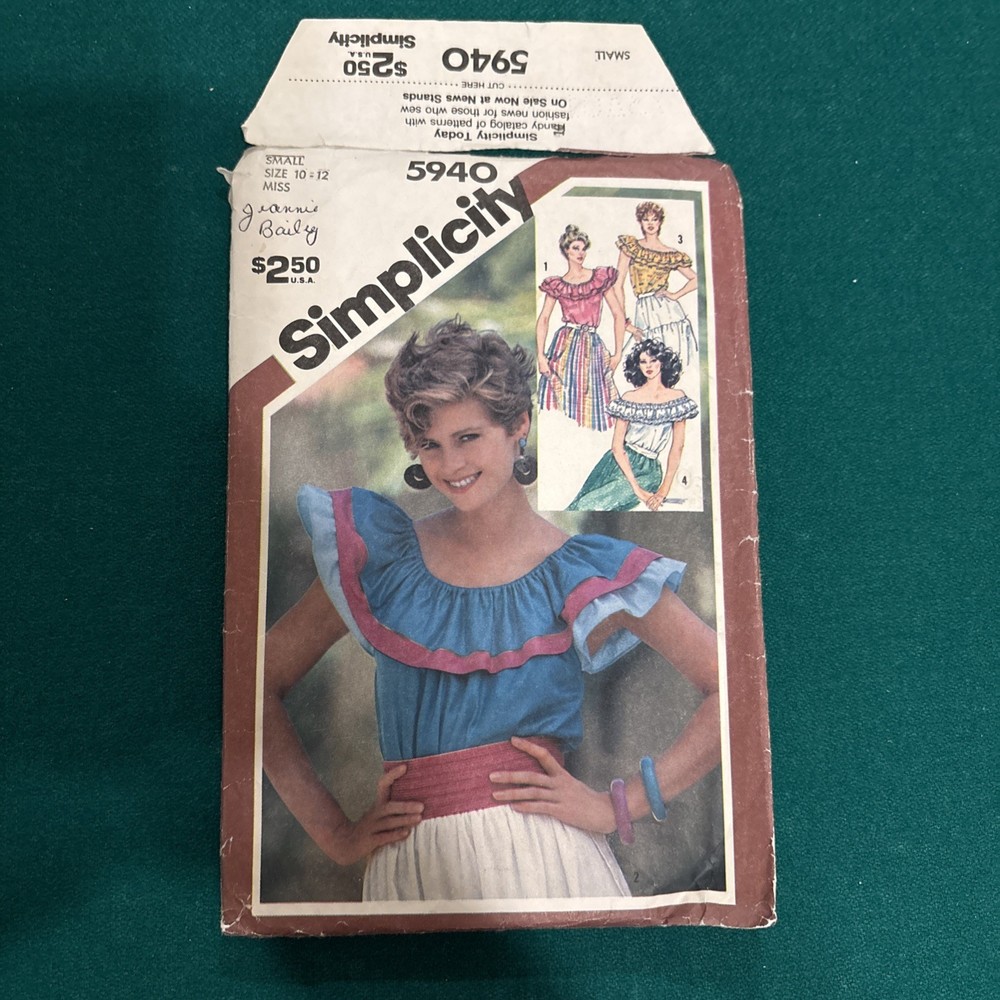 SMALL
5940
$2.50
U.S.A.
Simplicity
CUT HERE
On Sale Now at News Stands
fashion news for those who sew
handy catalog of patterns with
Simplicity Today
SMALL
SIZE 10-12
MISS
5940
Jeannie
Bailey
$2.50
U.S.A.
Simplicity
1
3
4
2